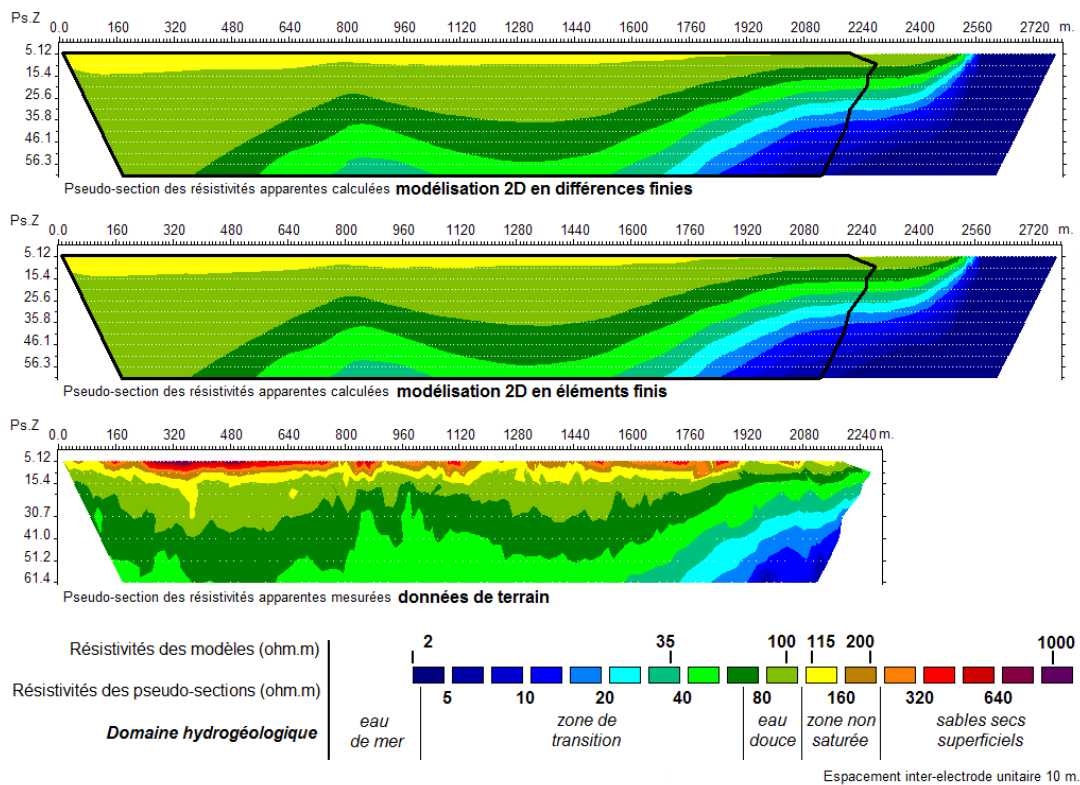 Ps.Z
0.0 160 320 480 640 800 960 1120 1280 1440 1600 1760 1920 2080 2240 2400 2560 2720 m.
5.12
15.4
25.6
35.8
46.1
56.3
Pseudo-section des résistivités apparentes calculées modélisation 2D en différences finies
Ps.Z
0.0 160 320 480 640 800 960 1120 1280 1440 1600 1760 1920 2080 2240 2400 2560 2720 m.
5.12
15.4
25.6
35.8
46.1
56.3
Pseudo-section des résistivités apparentes calculées modélisation 2D en éléments finis
Ps.Z
0.0 160 320 480 640 800 960 1120 1280 1440 1600 1760 1920 2080 2240 m.
5.12
15.4
30.7
41.0
51.2
61.4
Pseudo-section des résistivités apparentes mesurées données de terrain
Résistivités des modèles (ohm.m) 2 35 100 115 200 1000
Résistivités des pseudo-sections (ohm.m) 5 10 20 40 80 160 320 640
Domaine hydrogéologique
eau de mer
zone de transition
eau douce
zone non saturée
sables secs superficiels
Espacement inter-electrode unitaire 10 m.